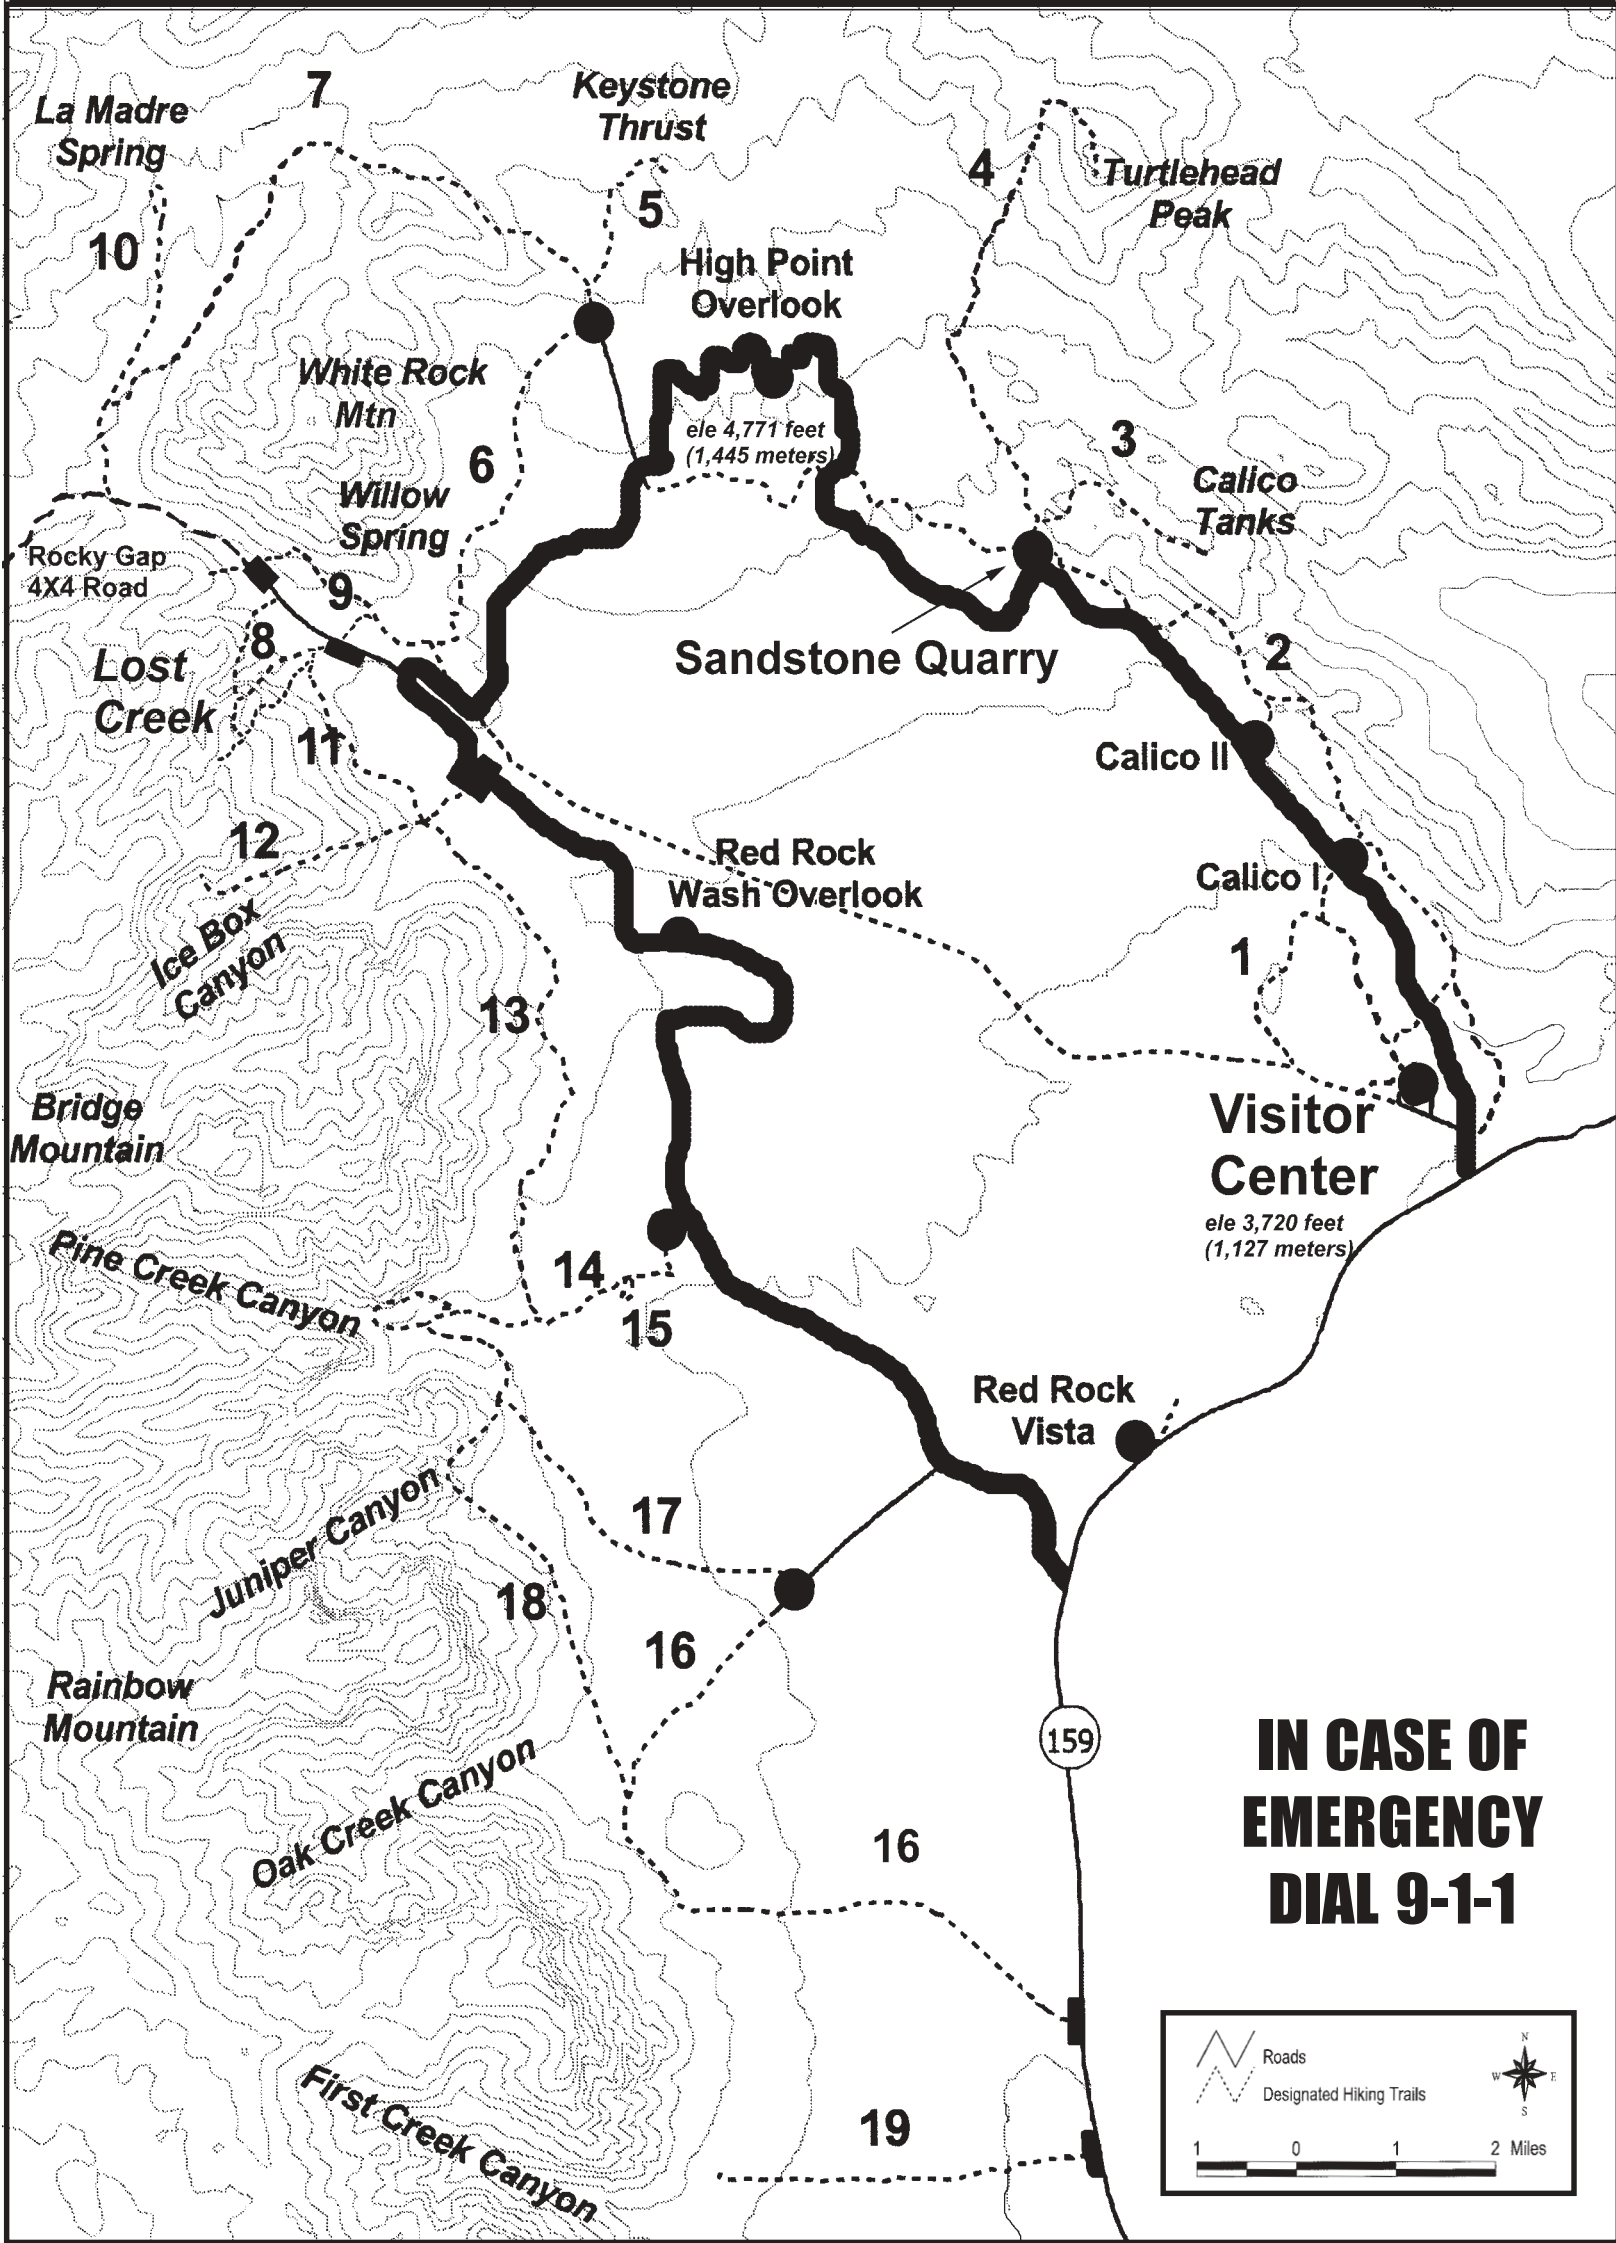 7
Keystone
Thrust
La Madre
Spring
4
Turtlehead
Peak
5
10
High Point
Overlook
White Rock
Mtn
ele 4,771 feet
(1,445 meters)
3
6
Calico
Tanks
Willow
Spring
Rocky Gap
4X4 Road
9
8
Lost
Creek
Sandstone Quarry
2
11
Calico II
12
Red Rock
Wash Overlook
Calico I
Ice Box
Canyon
1
13
Bridge
Mountain
Visitor
Center
ele 3,720 feet
(1,127 meters)
Pine Creek Canyon
14
15
Red Rock
Vista
Juniper Canyon
17
18
16
Rainbow
Mountain
159
IN CASE OF
EMERGENCY
DIAL 9-1-1
Oak Creek Canyon
16
Roads
Designated Hiking Trails
N
W E
S
1 0 1 2 Miles
First Creek Canyon
19